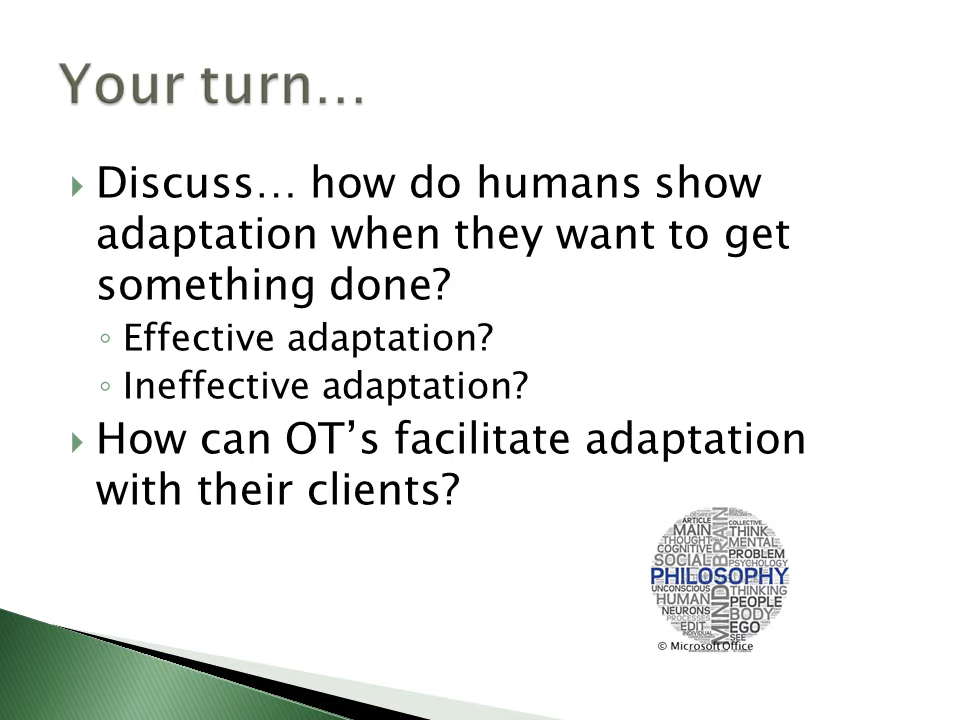 Your turn…
Discuss… how do humans show
adaptation when they want to get
something done?
Effective adaptation?
Ineffective adaptation?
How can OT’s facilitate adaptation
with their clients?
ARTICLE
COLLECTIVE
MAIN
THINK
THOUGHT
MENTAL
COGNITIVE
PROBLEM
SOCIAL
PSYCHOLOGY
BRAIN
PHILOSOPHY
UNCONSCIOUS
THINKING
HUMAN
PEOPLE
NEURONS
BODY
PROCESSES
MIND
EDIT
EGO
INDIVIDUAL
SEE
© Microsoft Office